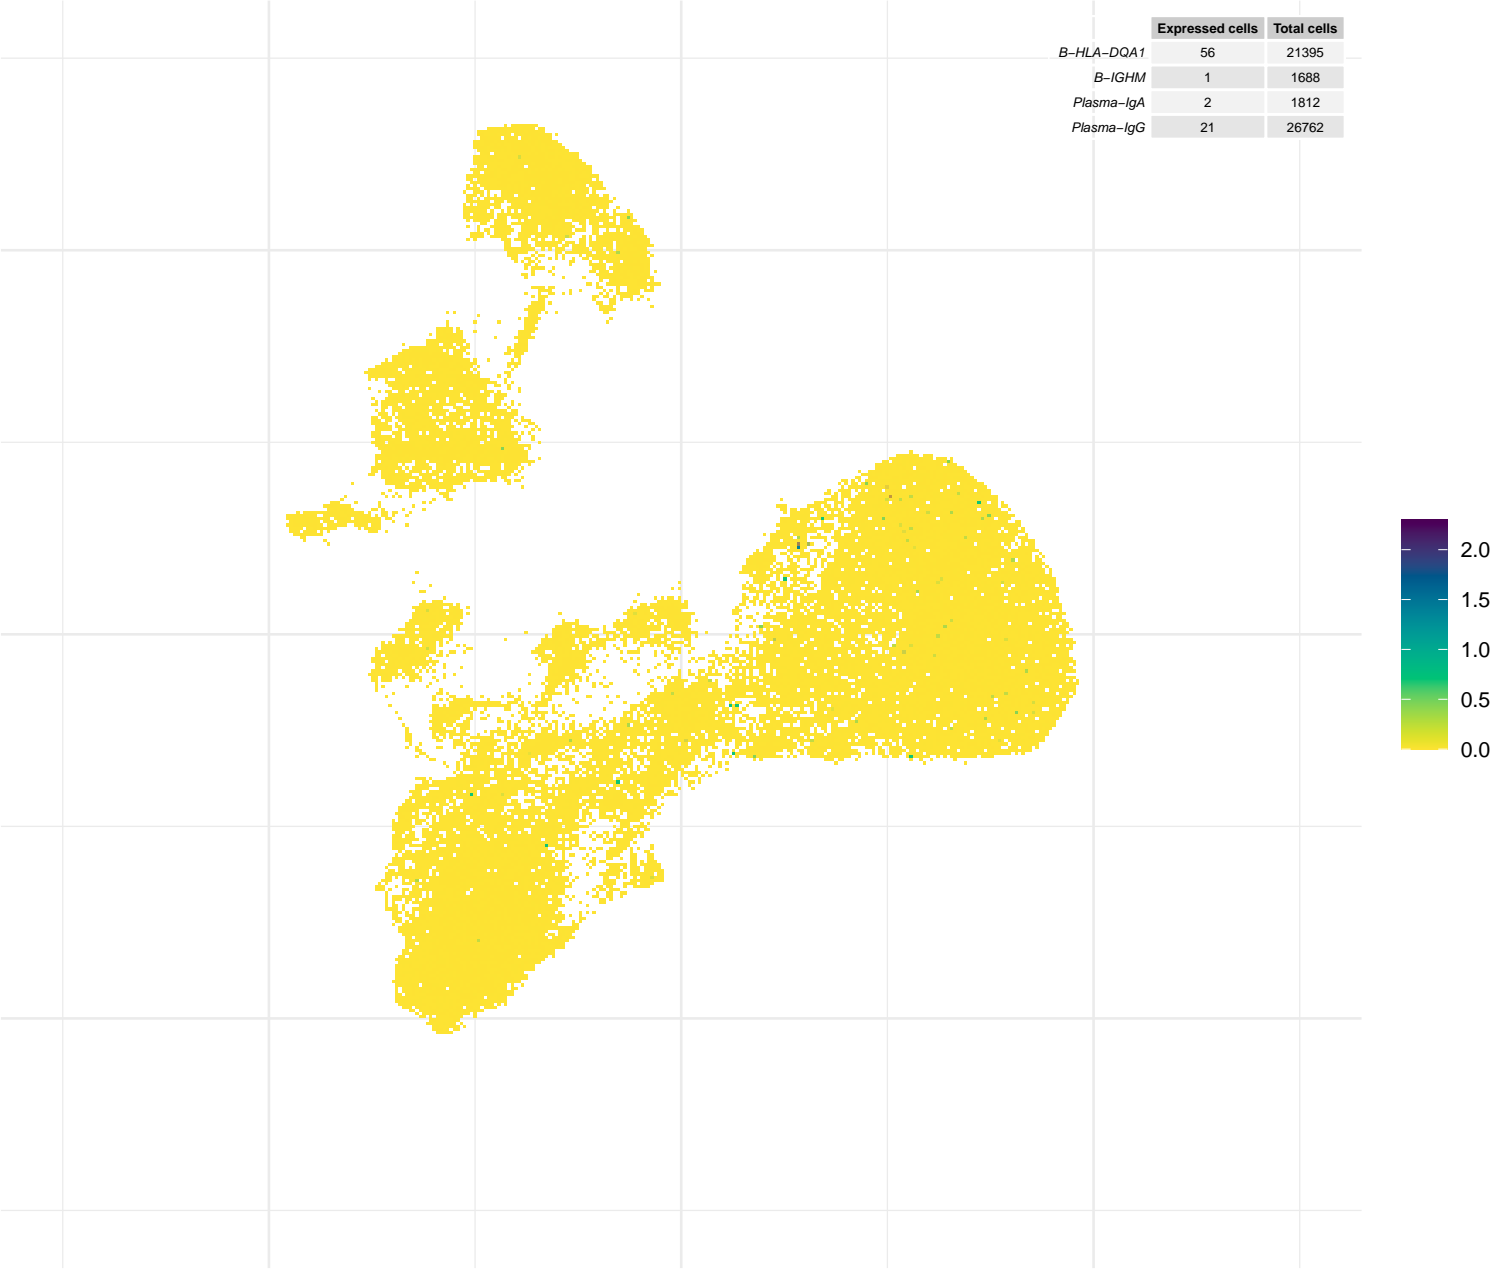 Expressed cells Total cells
B−HLA−DQA1 56 21395
B−IGHM 1 1688
Plasma−IgA 2 1812
Plasma−IgG 21 26762
2.0
1.5
1.0
0.5
0.0